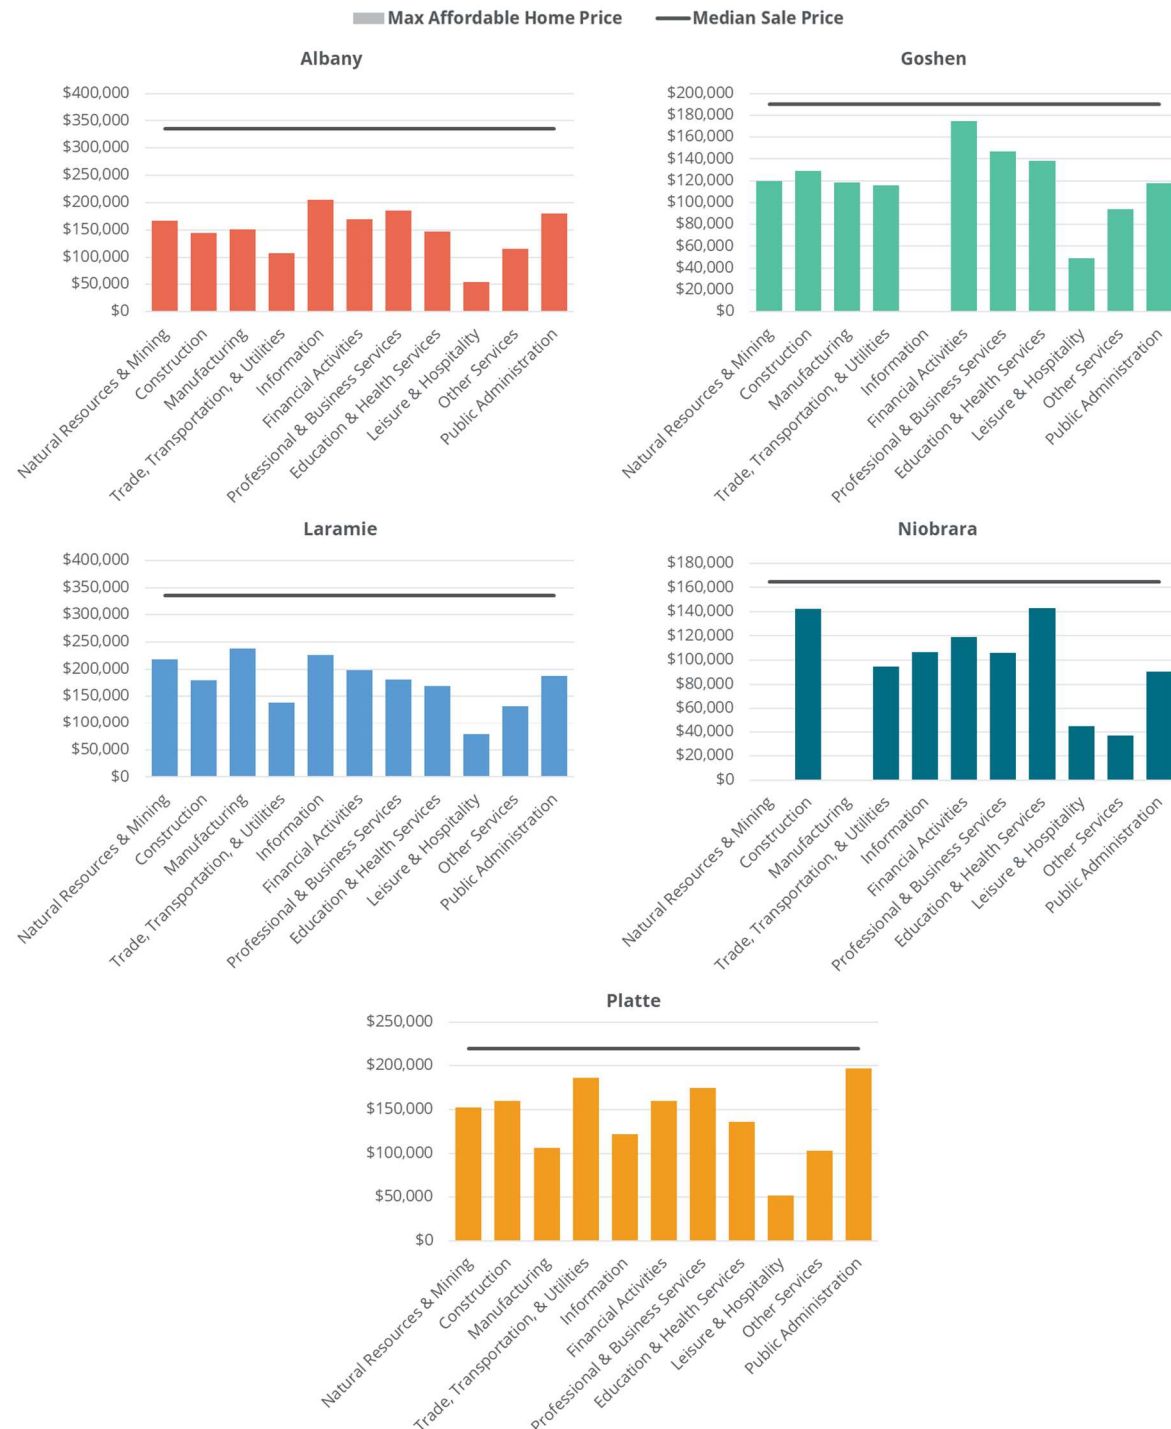 Max Affordable Home Price Median Sale Price
Albany
$400,000
$350,000
$300,000
$250,000
$200,000
$150,000
$100,000
$50,000
$0
Natural Resources & Mining
Construction
Manufacturing
Trade, Transportation, & Utilities
Information
Financial Activities
Professional & Business Services
Education & Health Services
Leisure & Hospitality
Other Services
Public Administration
Goshen
$200,000
$180,000
$160,000
$140,000
$120,000
$100,000
$80,000
$60,000
$40,000
$20,000
$0
Natural Resources & Mining
Construction
Manufacturing
Trade, Transportation, & Utilities
Information
Financial Activities
Professional & Business Services
Education & Health Services
Leisure & Hospitality
Other Services
Public Administration
Laramie
$400,000
$350,000
$300,000
$250,000
$200,000
$150,000
$100,000
$50,000
$0
Natural Resources & Mining
Construction
Manufacturing
Trade, Transportation, & Utilities
Information
Financial Activities
Professional & Business Services
Education & Health Services
Leisure & Hospitality
Other Services
Public Administration
Niobrara
$180,000
$160,000
$140,000
$120,000
$100,000
$80,000
$60,000
$40,000
$20,000
$0
Natural Resources & Mining
Construction
Manufacturing
Trade, Transportation, & Utilities
Information
Financial Activities
Professional & Business Services
Education & Health Services
Leisure & Hospitality
Other Services
Public Administration
Platte
$250,000
$200,000
$150,000
$100,000
$50,000
$0
Natural Resources & Mining
Construction
Manufacturing
Trade, Transportation, & Utilities
Information
Financial Activities
Professional & Business Services
Education & Health Services
Leisure & Hospitality
Other Services
Public Administration